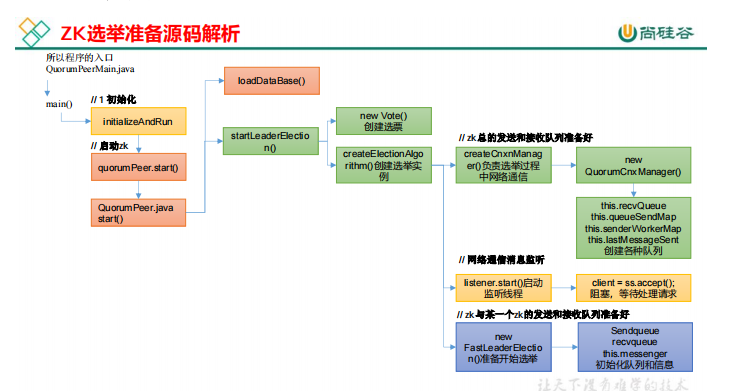 ZK选举准备源码解析
尚硅谷
所以程序的入口
QuorumPeerMain.java
main()
// 1 初始化
initializeAndRun
// 启动zk
quorumPeer.start()
QuorumPeer.java
start()
loadDataBase()
startLeaderElectio
n()
new Vote()
创建选票
createElectionAlgo
rithm()创建选举实
例
// zk 总的发送和接收队列准备好
createCnxnManag
er()负责选举过程
中网络通信
new
QuorumCnxManager()
this.recvQueue
this.queueSendMap
this.senderWorkerMap
this.lastMessageSent
创建各种队列
// 网络通信消息监听
listener.start()启动
监听线程
client = ss.accept();
阻塞，等待处理请求
// zk 与某一个zk的发送和接收队列准备好
new
FastLeaderElectio
n()准备开始选举
Sendqueue
recvqueue
this.messenger
初始化队列和信息
让天下没有难学的技术